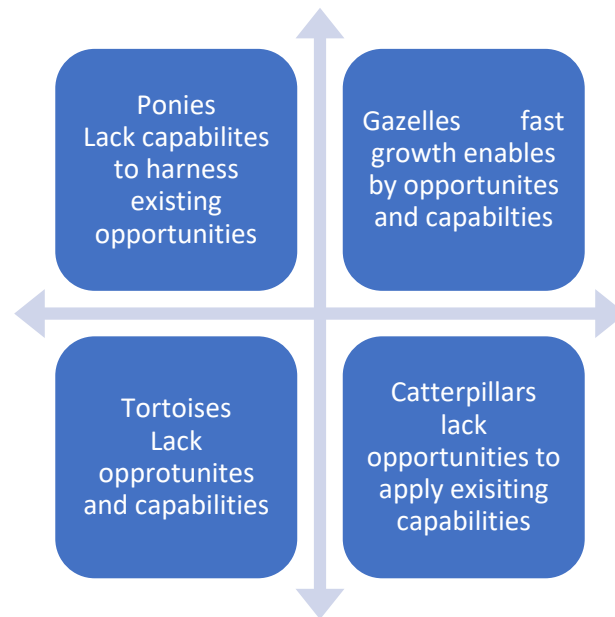 Ponies
Lack capabilites
to harness
existing
opportunities
Gazelles fast
growth enables
by opportunites
and capabilties
Tortoises
Lack
opprotunites
and capabilities
Catterpillars
lack
opportunities to
apply exisiting
capabilities